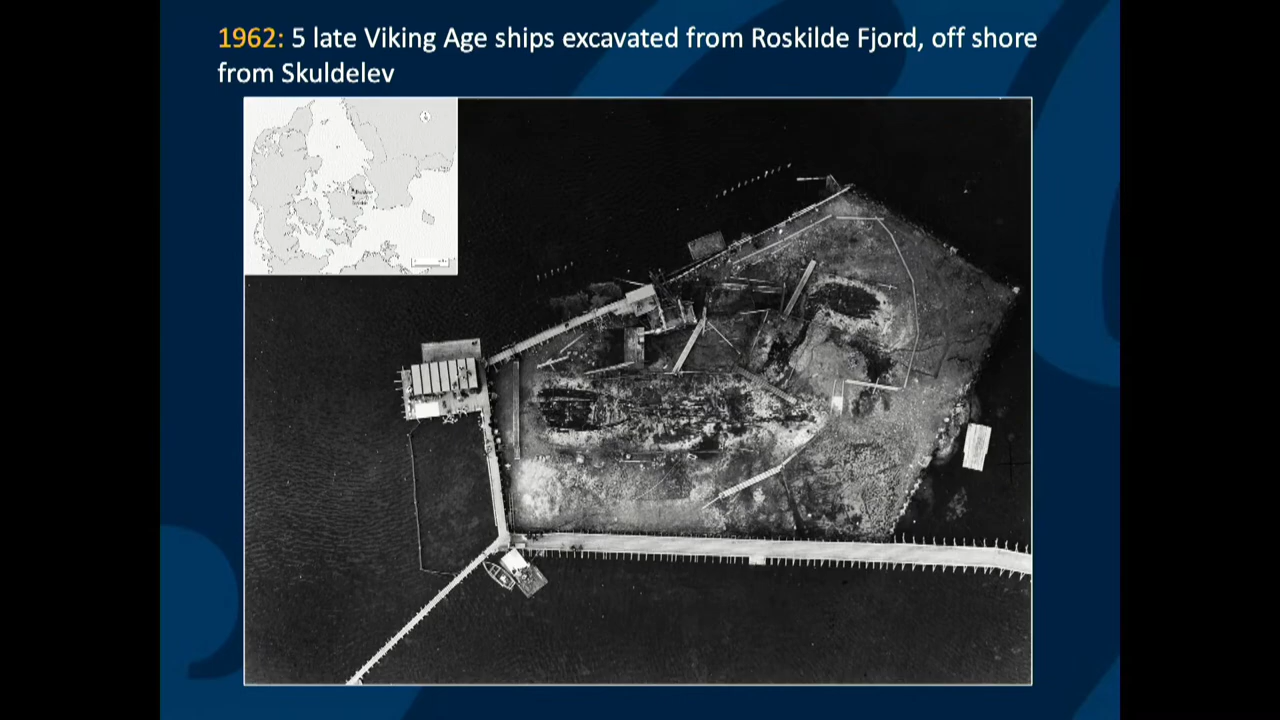 1962: 5 late Viking Age ships excavated from Roskilde Fjord, off shore
from Skuldelev